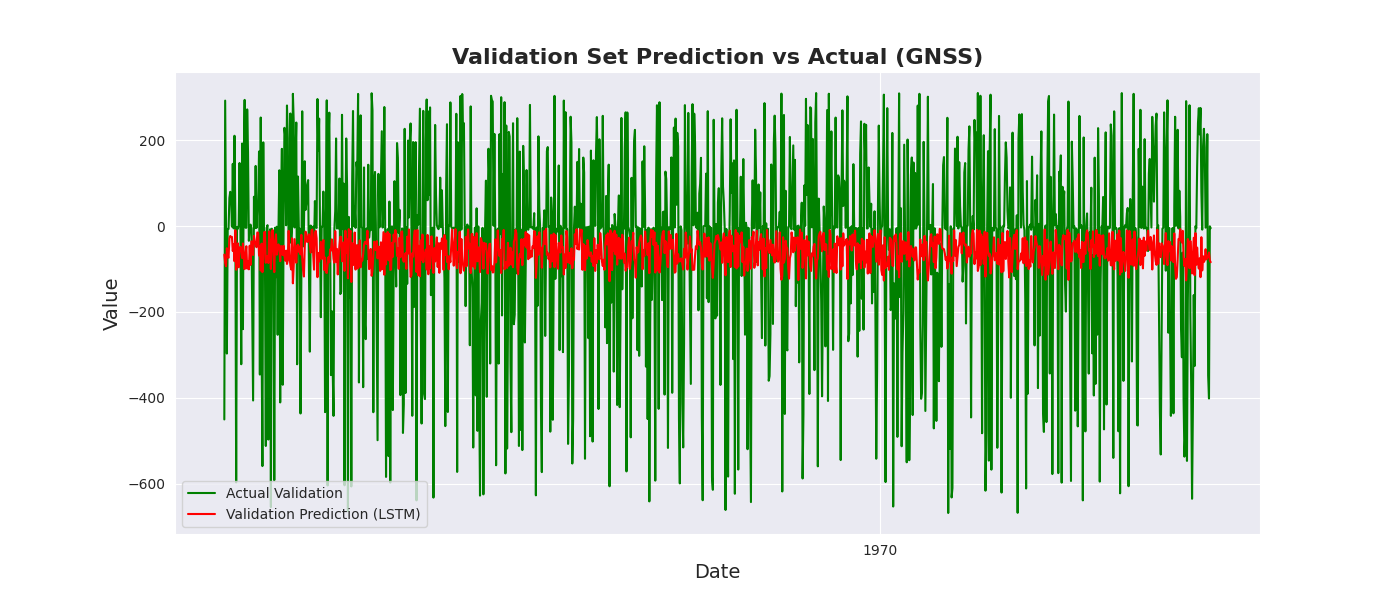 Validation Set Prediction vs Actual (GNSS)
Value
200
0
−200
−400
−600
Actual Validation
Validation Prediction (LSTM)
1970
Date